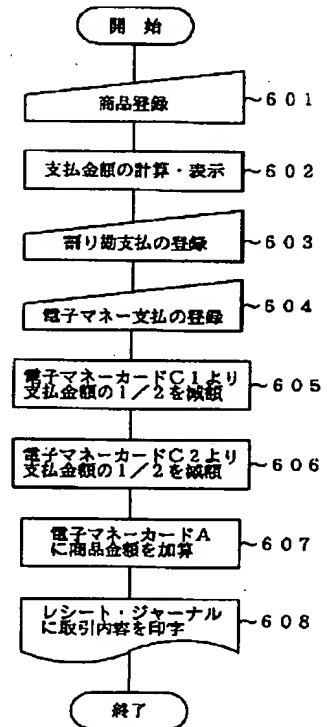 開 始
商品登録 ～601
支払金額の計算・表示 ～602
割り勘支払の登録 ～603
電子マネー支払の登録 ～604
電子マネーカードC1より ～605
支払金額の1／2を減額
電子マネーカードC2より ～606
支払金額の1／2を減額
電子マネーカードA ～607
に商品金額を加算
レシート・ジャーナル ～608
に取引内容を印字
終了